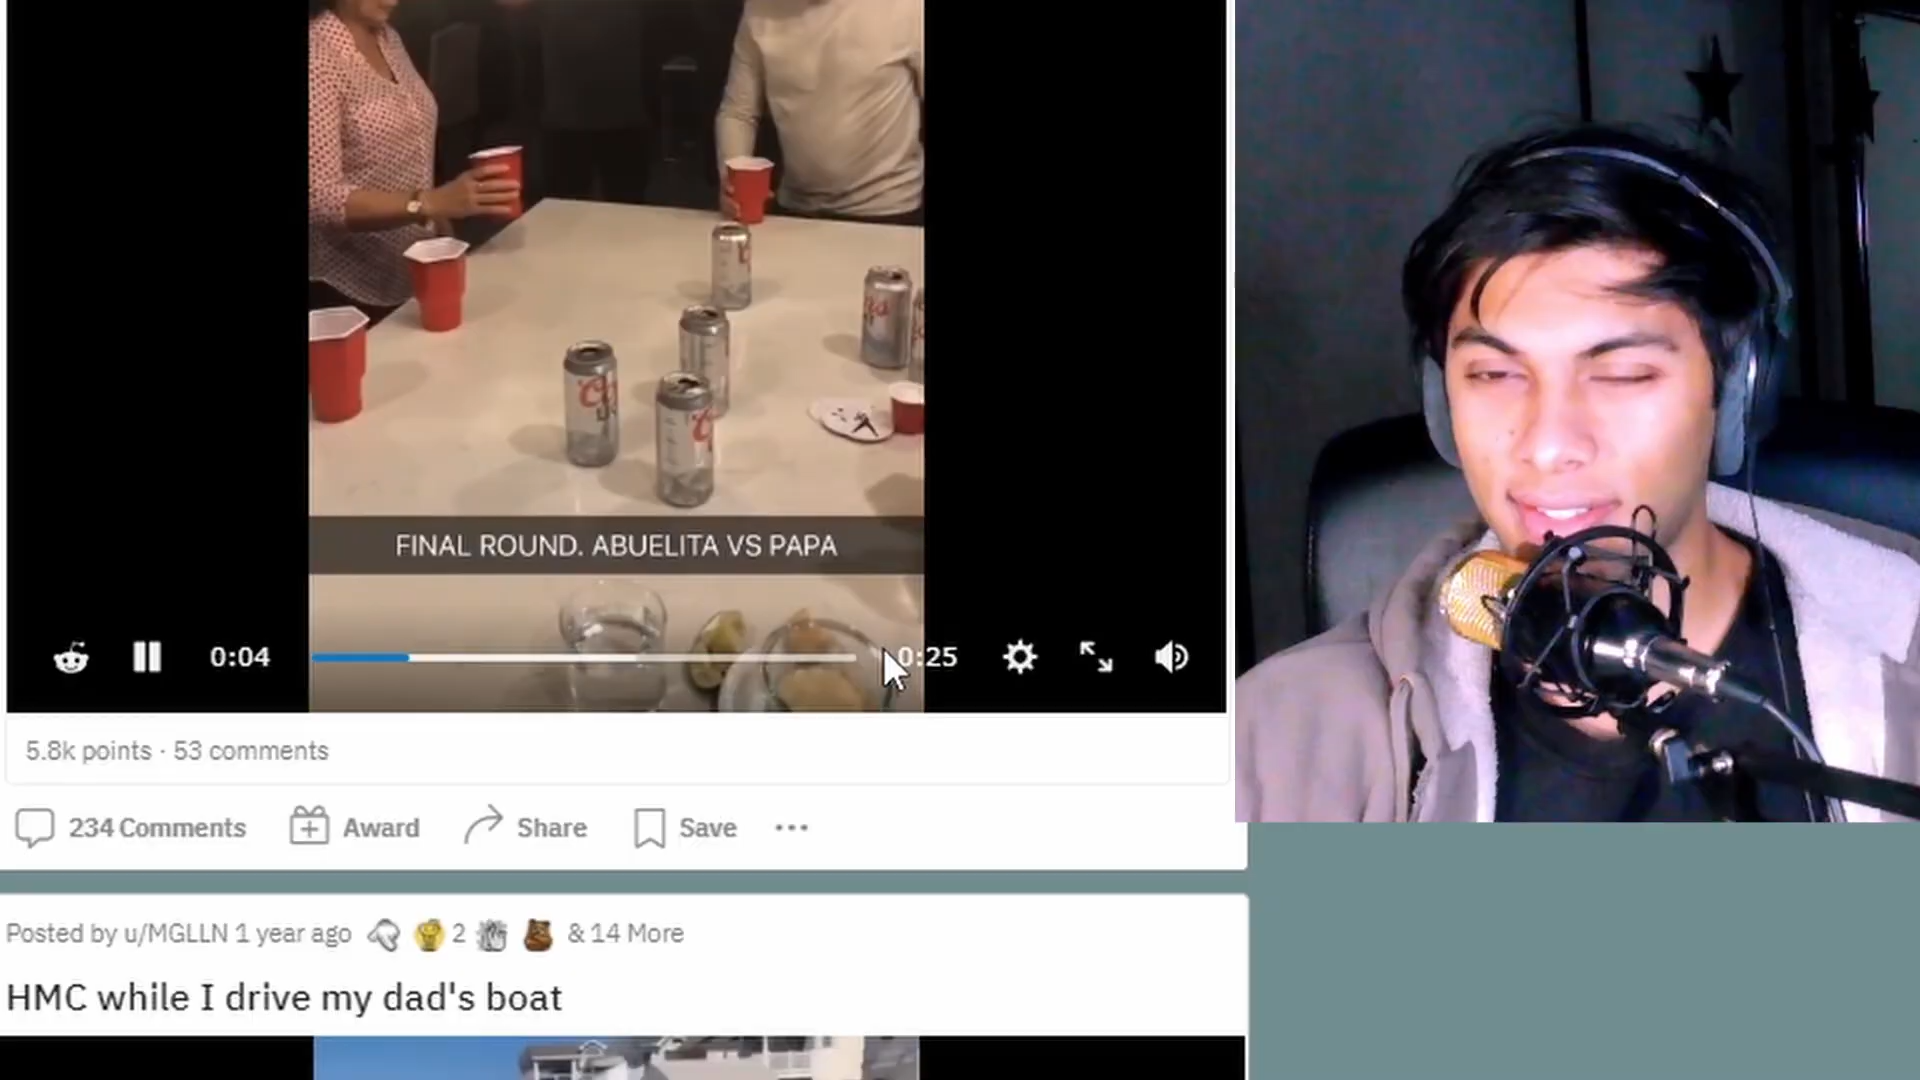 FINAL ROUND. ABUELITA VS PAPA
0:04
0:25
5.8k points · 53 comments
234 Comments
Award
Share
Save
Posted by u/MGLLN 1 year ago
2
& 14 More
HMC while I drive my dad's boat